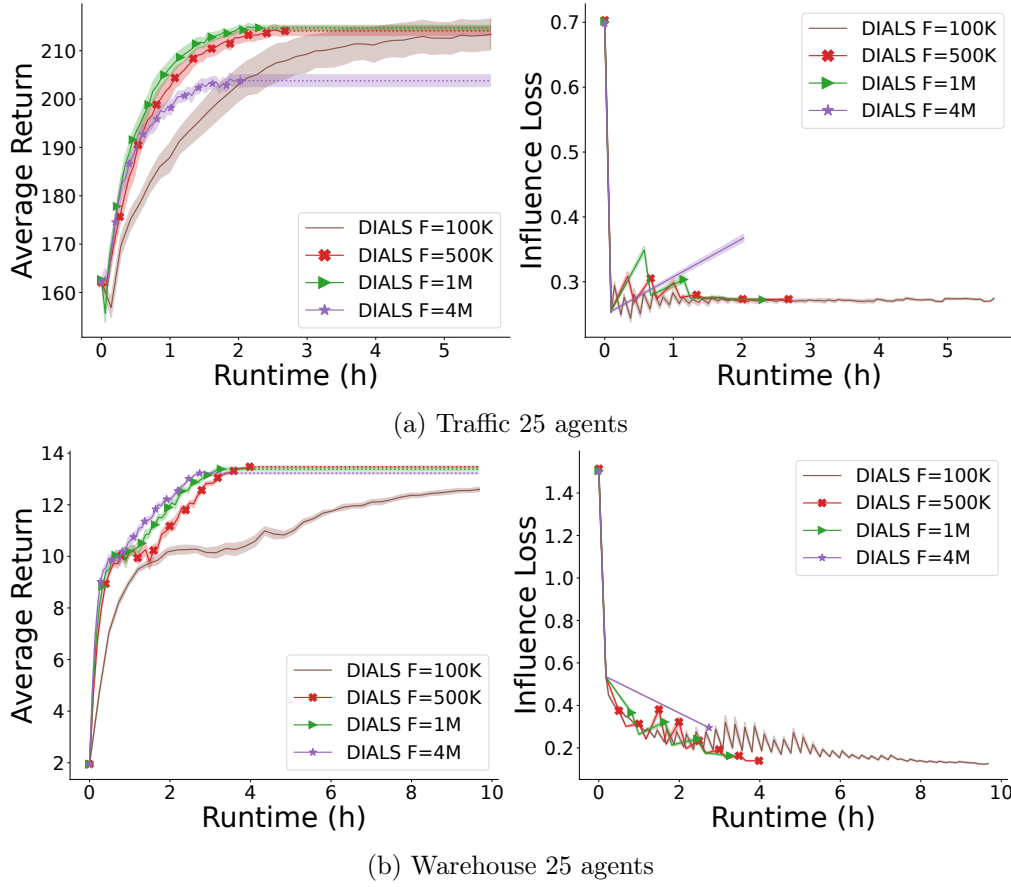 Average Return
210
200
190
180
170
160
0 1 2 3 4 5
Runtime (h)
DIALS F=100K
DIALS F=500K
DIALS F=1M
DIALS F=4M
Influence Loss
0.7
0.6
0.5
0.4
0.3
0 1 2 3 4 5
Runtime (h)
DIALS F=100K
DIALS F=500K
DIALS F=1M
DIALS F=4M
(a) Traffic 25 agents
Average Return
14
12
10
8
6
4
2
0 2 4 6 8 10
Runtime (h)
DIALS F=100K
DIALS F=500K
DIALS F=1M
DIALS F=4M
Influence Loss
1.4
1.2
1.0
0.8
0.6
0.4
0.2
0 2 4 6 8 10
Runtime (h)
DIALS F=100K
DIALS F=500K
DIALS F=1M
DIALS F=4M
(b) Warehouse 25 agents